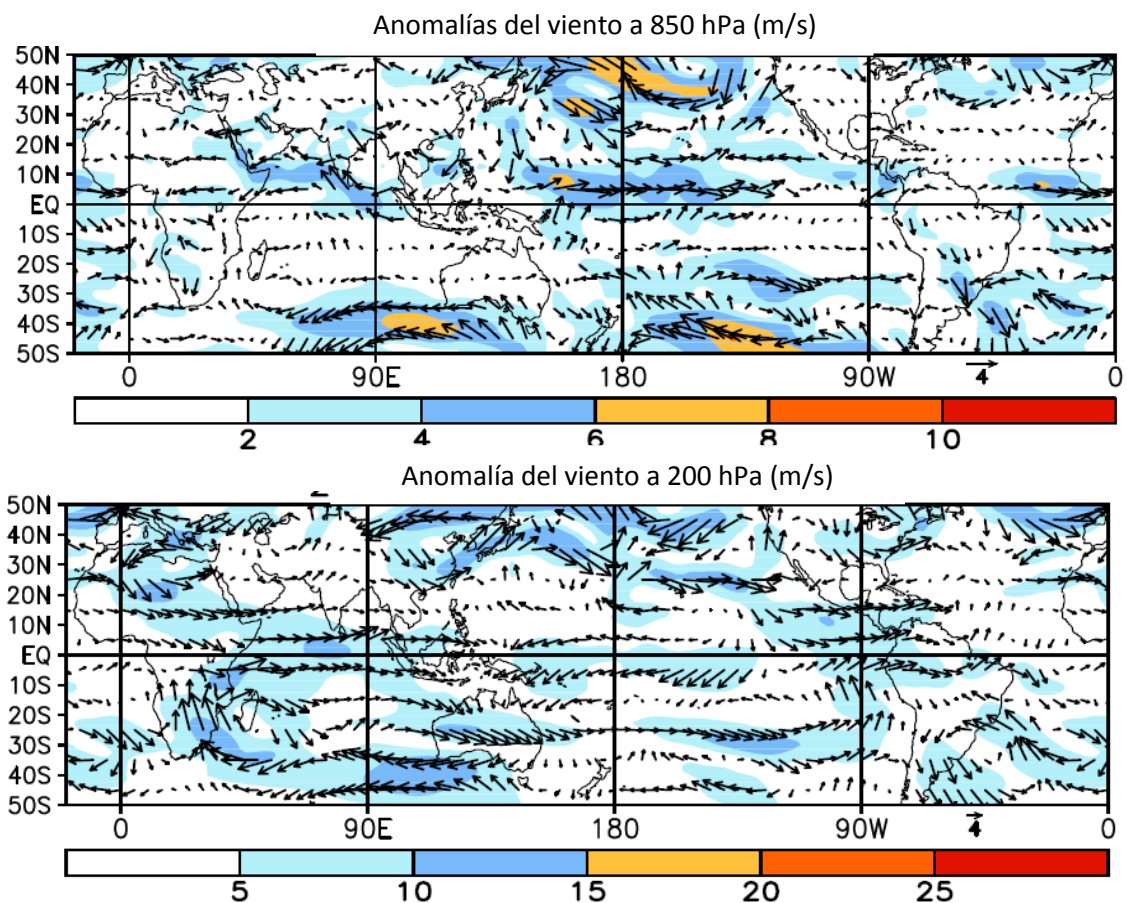 Anomalías del viento a 850 hPa (m/s)
50N
40N
30N
20N
10N
EQ
10S
20S
30S
40S
50S
0 90E 180 90W 4 0
2 4 6 8 10
Anomalía del viento a 200 hPa (m/s)
50N
40N
30N
20N
10N
EQ
10S
20S
30S
40S
50S
0 90E 180 90W 4 0
5 10 15 20 25